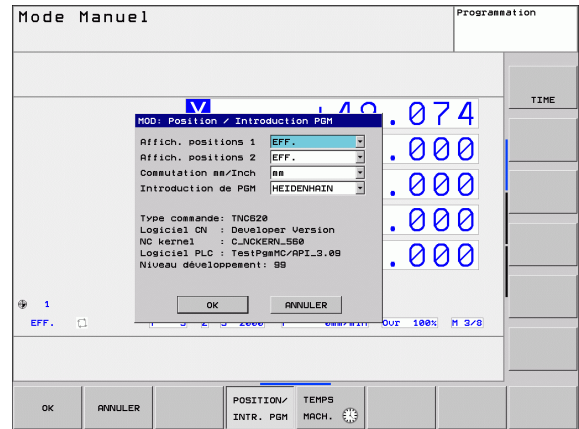 Mode Manuel
Programmation
TIME
V
.074
MOD: Position / Introduction PGM
Affich. positions 1 EFF.
Affich. positions 2 EFF.
Commutation mm/Inch mm
Introduction de PGM HEIDENHAIN
.000
.000
.000
.000
Type commande: TNC620
Logiciel CN : Developer Version
NC kernel : C_NCKERN_560
Logiciel PLC : TestPgmMC/API_3.09
Niveau développement: 99
OK ANNULER
1
EFF. Ovr 100% M 3/8
OK ANNULER POSITION/ TEMPS
INTR. PGM MACH.